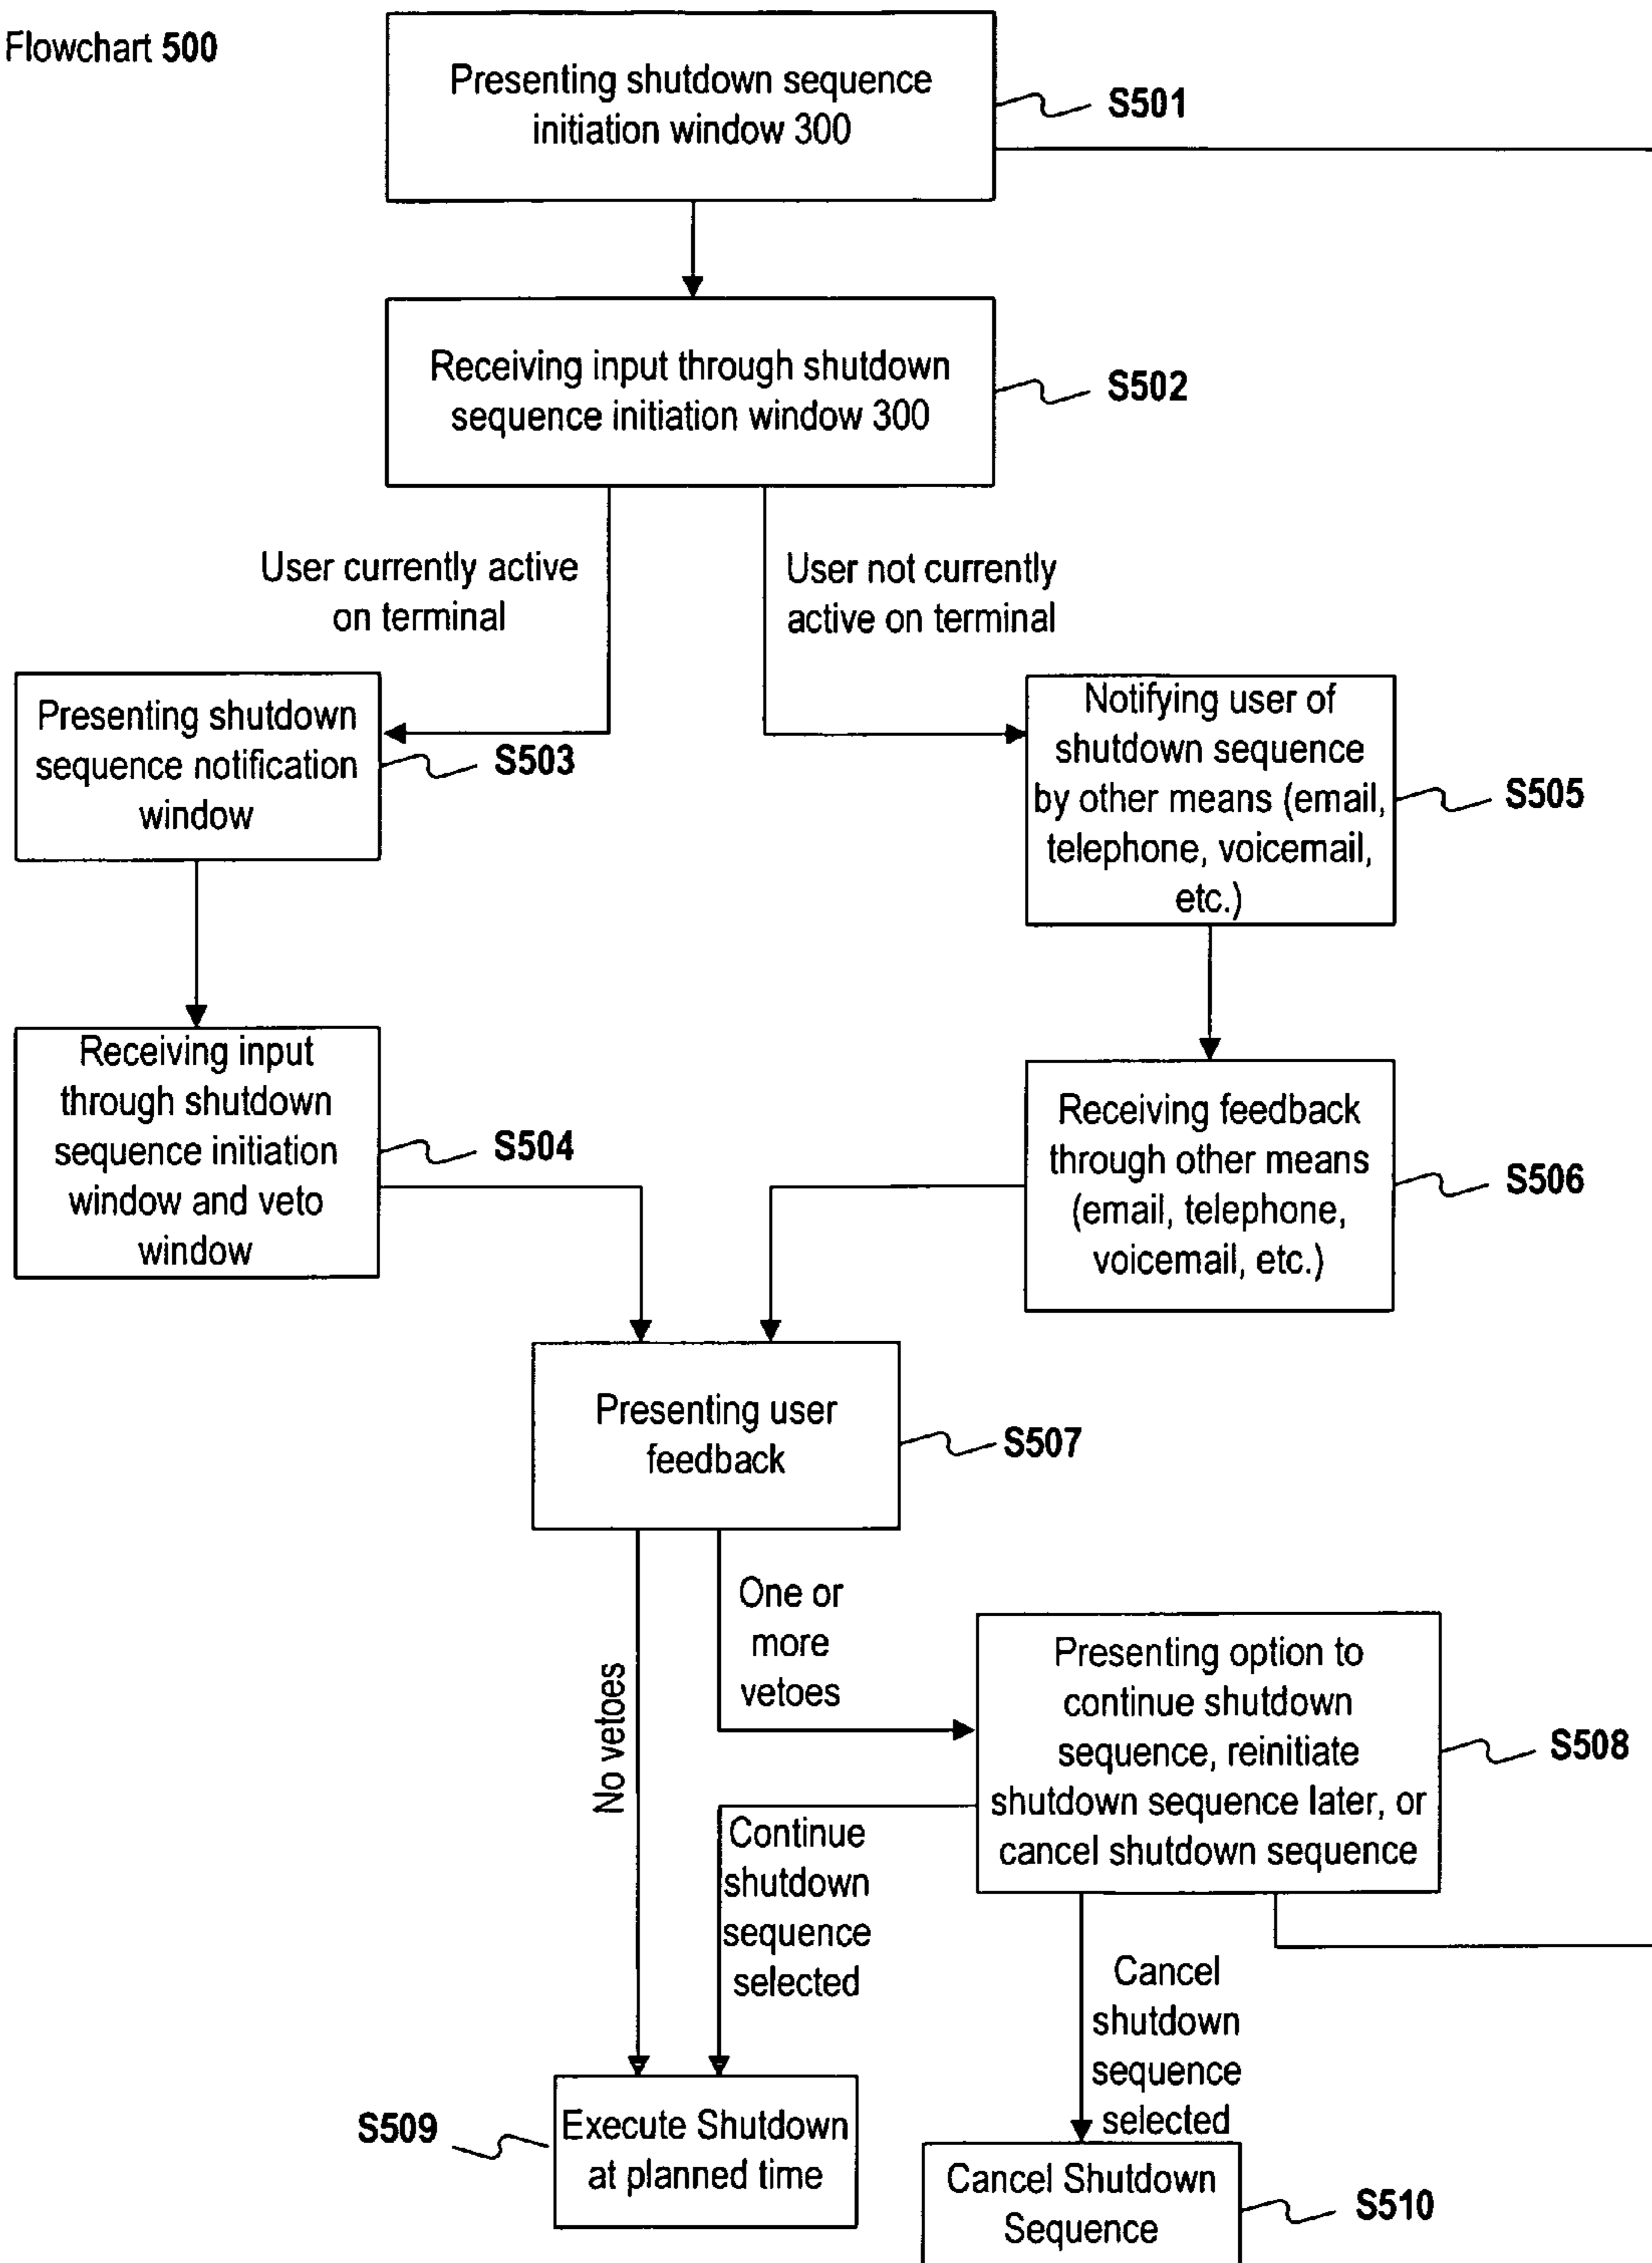 Flowchart 500
Presenting shutdown sequence
initiation window 300
S501
Receiving input through shutdown
sequence initiation window 300
S502
User currently active
on terminal
User not currently
active on terminal
Presenting shutdown
sequence notification
window
S503
Notifying user of
shutdown sequence
by other means (email,
telephone, voicemail,
etc.)
S505
Receiving input
through shutdown
sequence initiation
window and veto
window
S504
Receiving feedback
through other means
(email, telephone,
voicemail, etc.)
S506
Presenting user
feedback
S507
No vetoes
One or
more
vetoes
Presenting option to
continue shutdown
sequence, reinitiate
shutdown sequence later, or
cancel shutdown sequence
S508
Continue
shutdown
sequence
selected
Cancel
shutdown
sequence
selected
S509
Execute Shutdown
at planned time
Cancel Shutdown
Sequence
S510